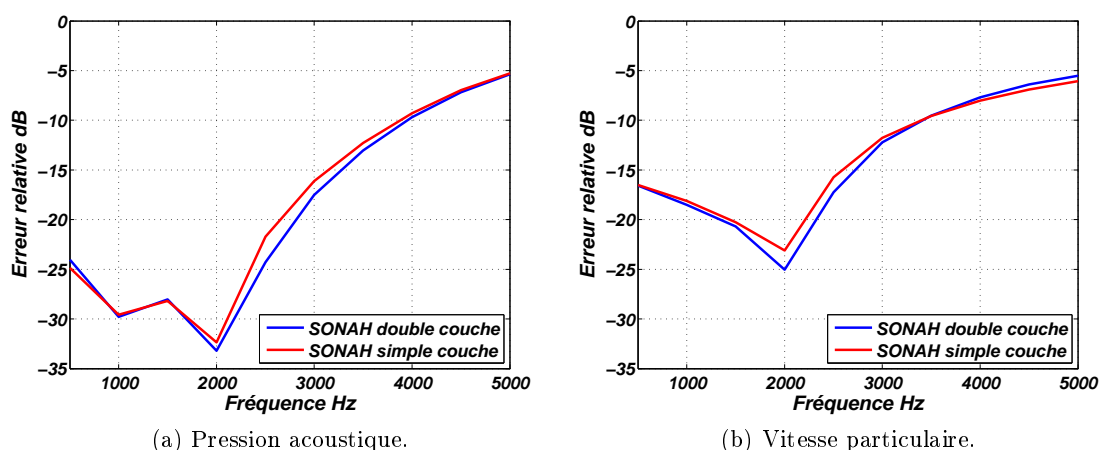 0
−5
−10
−15
−20
−25
−30
−35
Erreur relative dB
1000 2000 3000 4000 5000
Fréquence Hz
SONAH double couche
SONAH simple couche
(a) Pression acoustique.
0
−5
−10
−15
−20
−25
−30
−35
Erreur relative dB
1000 2000 3000 4000 5000
Fréquence Hz
SONAH double couche
SONAH simple couche
(b) Vitesse particulaire.